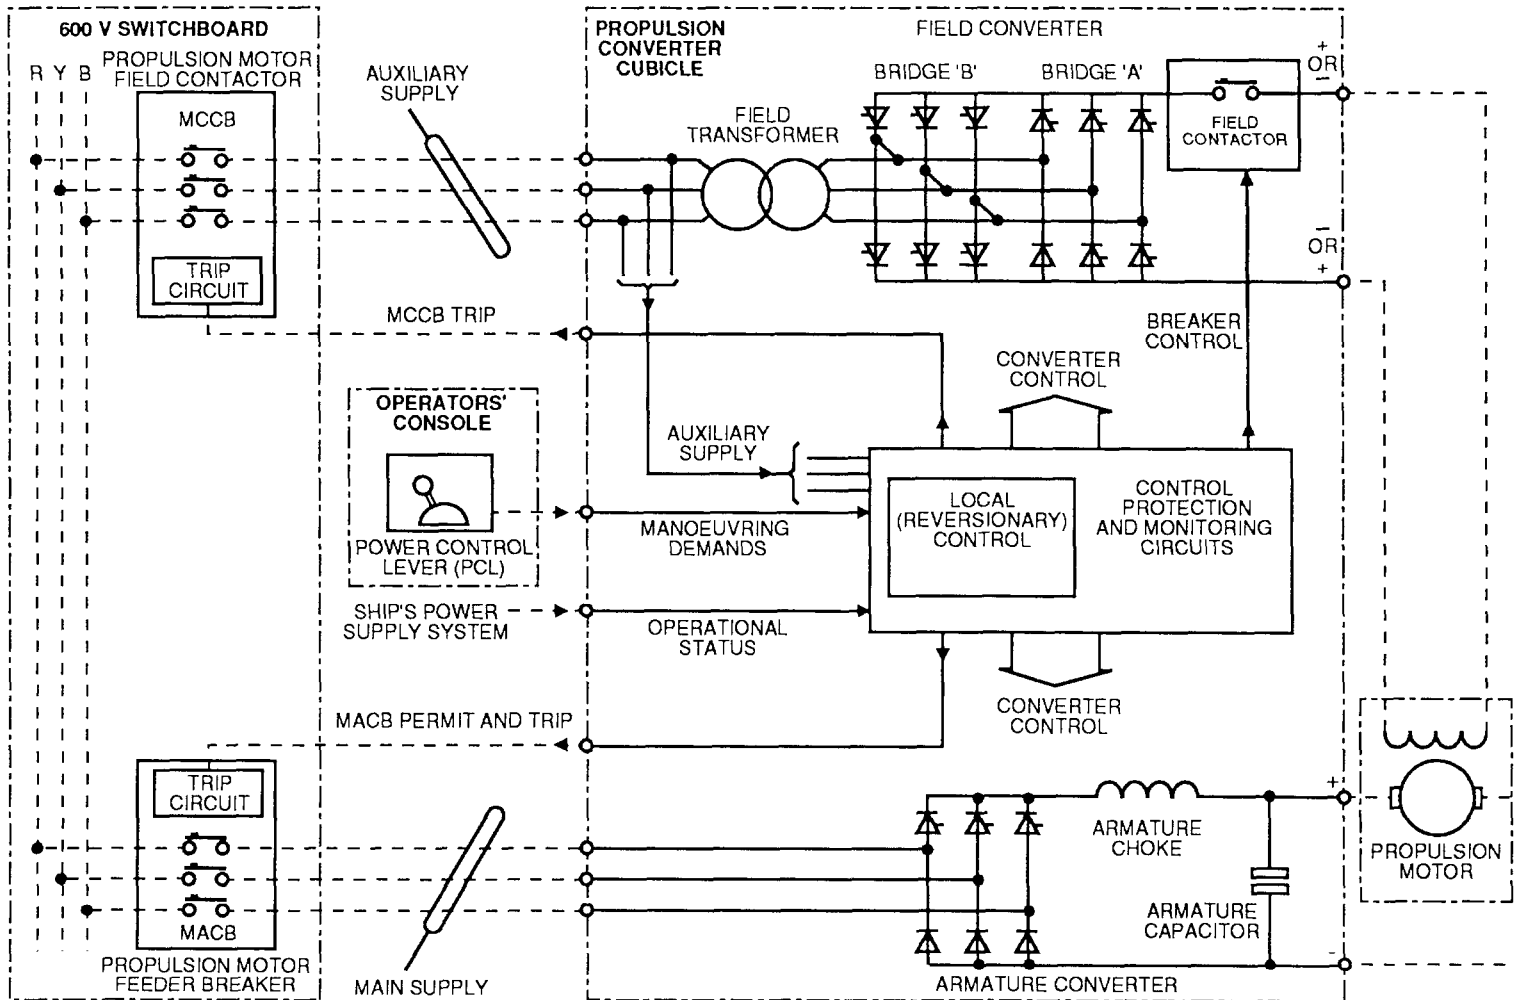 600 V SWITCHBOARD
PROPULSION MOTOR
FIELD CONTACTOR
R Y B
MCCB
TRIP
CIRCUIT
AUXILIARY
SUPPLY
PROPULSION
CONVERTER
CUBICLE
FIELD CONVERTER
BRIDGE 'B'
BRIDGE 'A'
FIELD
TRANSFORMER
FIELD
CONTACTOR
+
OR
−
−
OR
+
MCCB TRIP
BREAKER
CONTROL
CONVERTER
CONTROL
OPERATORS'
CONSOLE
POWER CONTROL
LEVER (PCL)
AUXILIARY
SUPPLY
MANOEUVRING
DEMANDS
LOCAL
(REVERSIONARY)
CONTROL
CONTROL
PROTECTION
AND MONITORING
CIRCUITS
SHIP'S POWER
SUPPLY SYSTEM
OPERATIONAL
STATUS
CONVERTER
CONTROL
MACB PERMIT AND TRIP
TRIP
CIRCUIT
MACB
PROPULSION MOTOR
FEEDER BREAKER
MAIN SUPPLY
ARMATURE
CHOKE
ARMATURE
CAPACITOR
ARMATURE CONVERTER
+
-
PROPULSION
MOTOR